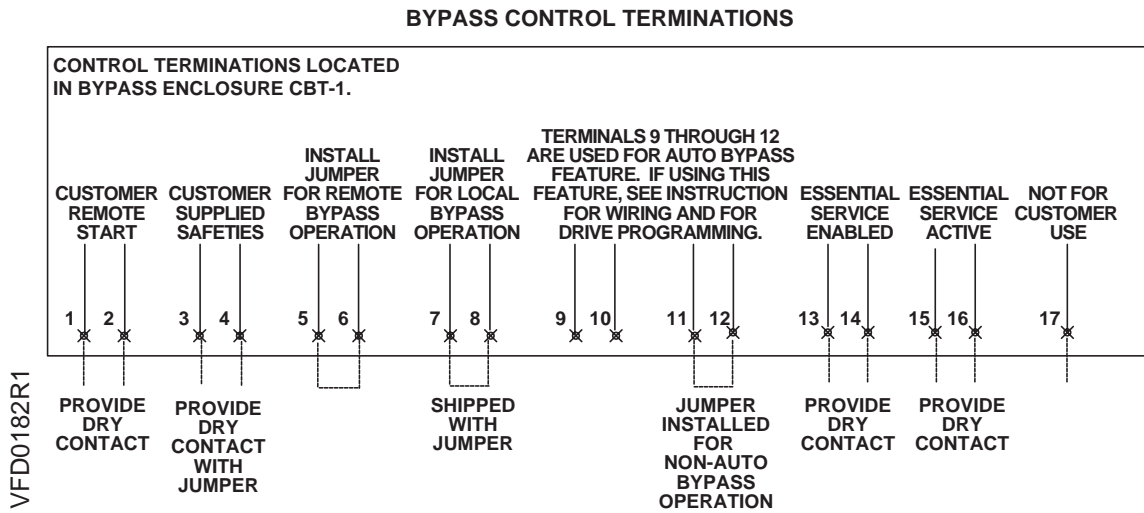 BYPASS CONTROL TERMINATIONS
CONTROL TERMINATIONS LOCATED
IN BYPASS ENCLOSURE CBT-1.
CUSTOMER
REMOTE
START
CUSTOMER
SUPPLIED
SAFETIES
INSTALL
JUMPER
FOR REMOTE
BYPASS
OPERATION
INSTALL
JUMPER
FOR LOCAL
BYPASS
OPERATION
TERMINALS 9 THROUGH 12
ARE USED FOR AUTO BYPASS
FEATURE. IF USING THIS
FEATURE, SEE INSTRUCTION
FOR WIRING AND FOR
DRIVE PROGRAMMING.
ESSENTIAL
SERVICE
ENABLED
ESSENTIAL
SERVICE
ACTIVE
NOT FOR
CUSTOMER
USE
1 2 3 4 5 6 7 8 9 10 11 12 13 14 15 16 17
PROVIDE
DRY
CONTACT
PROVIDE
DRY
CONTACT
WITH
JUMPER
SHIPPED
WITH
JUMPER
JUMPER
INSTALLED
FOR
NON-AUTO
BYPASS
OPERATION
PROVIDE
DRY
CONTACT
PROVIDE
DRY
CONTACT
VFD0182R1